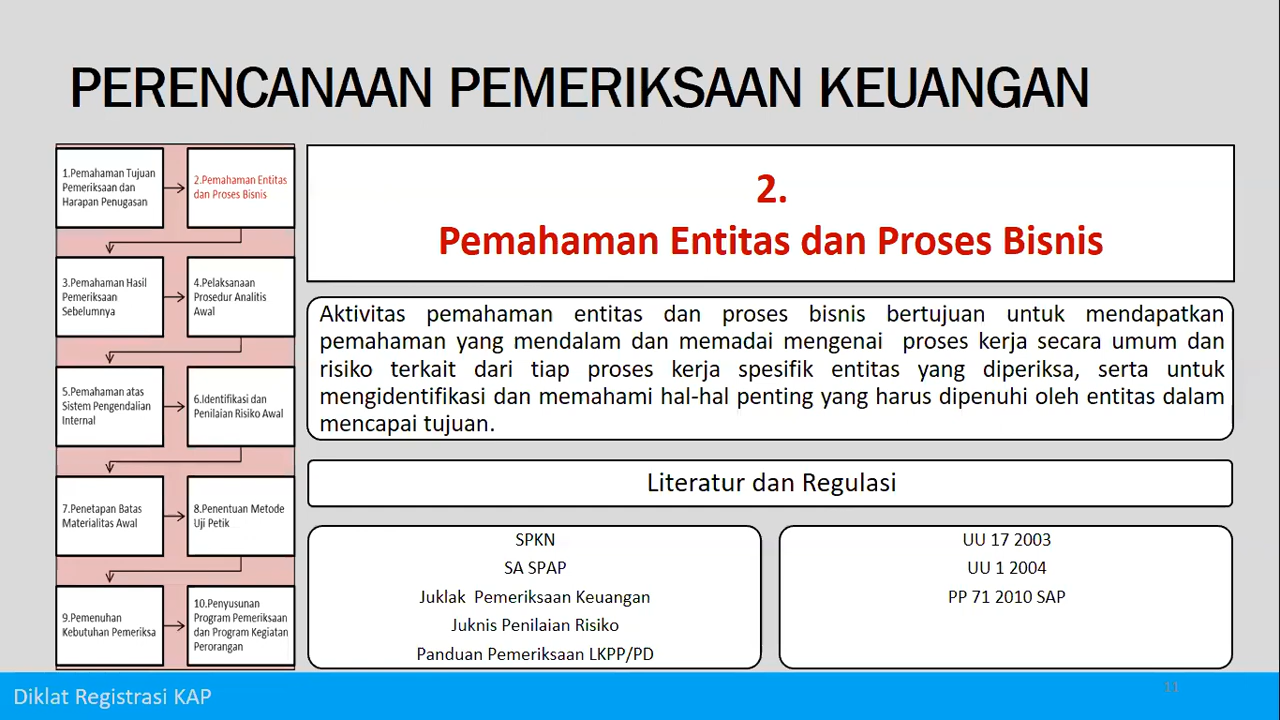 PERENCANAAN PEMERIKSAAN KEUANGAN
1.Pemahaman Tujuan
Pemeriksaan dan
Harapan Penugasan
2.Pemahaman Entitas
dan Proses Bisnis
3.Pemahaman Hasil
Pemeriksaan
Sebelumnya
4.Pelaksanaan
Prosedur Analitis
Awal
5.Pemahaman atas
Sistem Pengendalian
Internal
6.Identifikasi dan
Penilaian Risiko Awal
7.Penetapan Batas
Materialitas Awal
8.Penentuan Metode
Uji Petik
9.Pemenuhan
Kebutuhan Pemeriksa
10.Penyusunan
Program Pemeriksaan
dan Program Kegiatan
Perorangan
2.
Pemahaman Entitas dan Proses Bisnis
Aktivitas pemahaman entitas dan proses bisnis bertujuan untuk mendapatkan
pemahaman yang mendalam dan memadai mengenai proses kerja secara umum dan
risiko terkait dari tiap proses kerja spesifik entitas yang diperiksa, serta untuk
mengidentifikasi dan memahami hal-hal penting yang harus dipenuhi oleh entitas dalam
mencapai tujuan.
Literatur dan Regulasi
SPKN
SA SPAP
Juklak Pemeriksaan Keuangan
Juknis Penilaian Risiko
Panduan Pemeriksaan LKPP/PD
UU 17 2003
UU 1 2004
PP 71 2010 SAP
Diklat Registrasi KAP
11